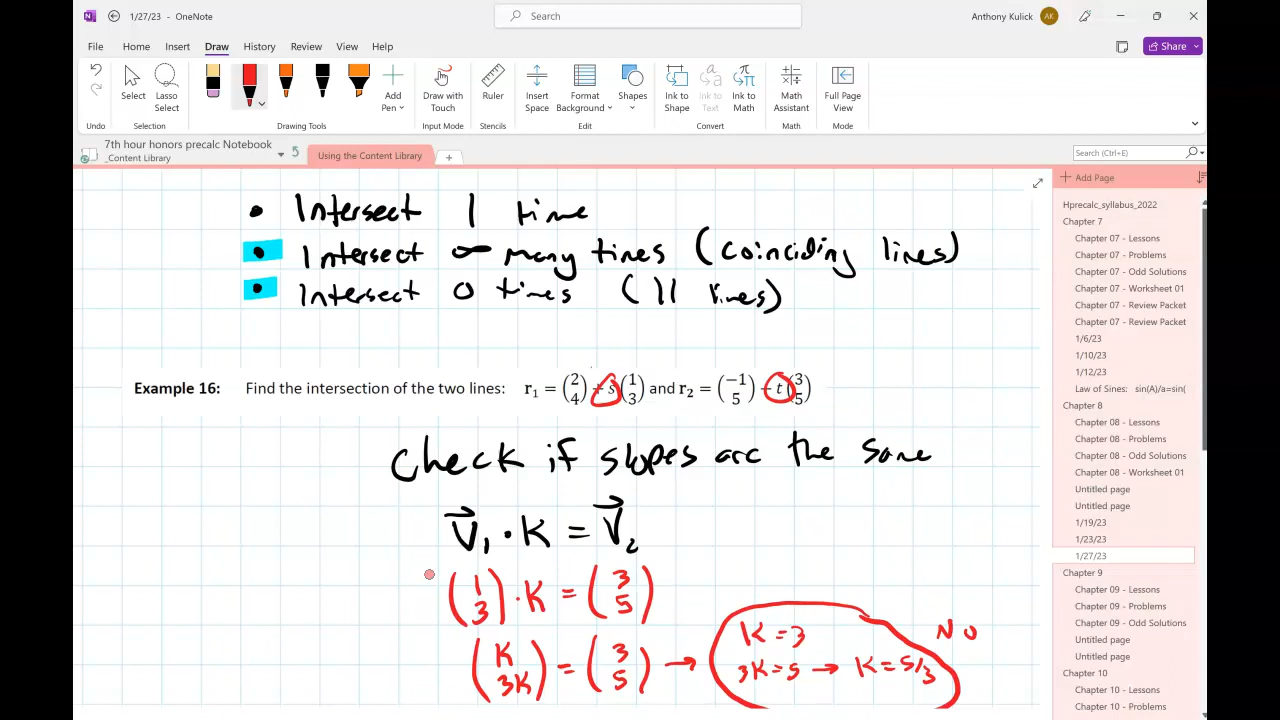 1/27/23 - OneNote
Search
Anthony Kulick
AK
File Home Insert Draw History Review View Help
Share
Select
Lasso Select
Add Pen
Draw with Touch
Ruler
Insert Space
Format Background
Shapes
Ink to Shape
Ink to Text
Ink to Math
Math Assistant
Full Page View
Undo
Selection
Drawing Tools
Input Mode
Stencils
Edit
Convert
Math
Mode
7th hour honors precalc Notebook
_Content Library
Using the Content Library
Search (Ctrl+E)
• Intersect 1 time
• Intersect ∞ many times (coinciding lines)
• Intersect 0 times (|| lines)
Example 16: Find the intersection of the two lines: r₁ = (2 4) + s(1 3) and r₂ = (−1 5) + t(3 5)
Check if slopes are the same
V⃗₁ · K = V⃗₂
(1 3) · K = (3 5)
(K 3K) = (3 5) → K = 3
3K = 5 → K = 5/3
NO
Add Page
Hprecalc_syllabus_2022
Chapter 7
Chapter 07 - Lessons
Chapter 07 - Problems
Chapter 07 - Odd Solutions
Chapter 07 - Worksheet 01
Chapter 07 - Review Packet
Chapter 07 - Review Packet
1/6/23
1/10/23
1/12/23
Law of Sines: sin(A)/a=sin(
Chapter 8
Chapter 08 - Lessons
Chapter 08 - Problems
Chapter 08 - Odd Solutions
Chapter 08 - Worksheet 01
Untitled page
Untitled page
1/19/23
1/23/23
1/27/23
Chapter 9
Chapter 09 - Lessons
Chapter 09 - Problems
Chapter 09 - Odd Solutions
Untitled page
Untitled page
Chapter 10
Chapter 10 - Lessons
Chapter 10 - Problems